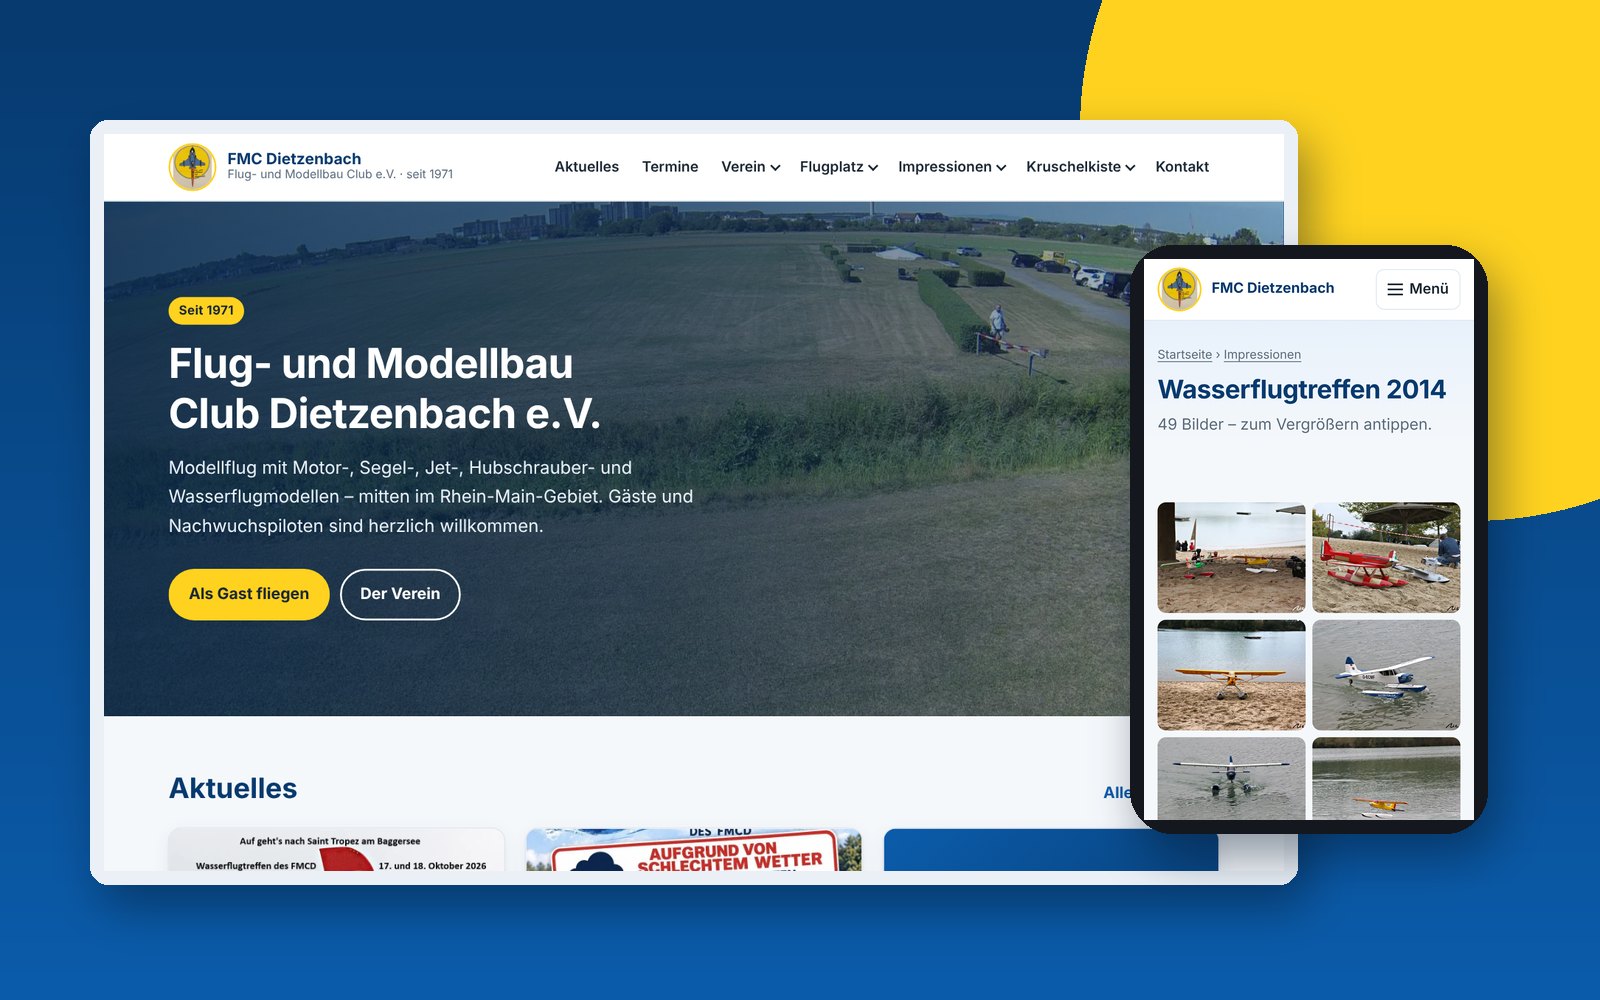 FMC Dietzenbach
Flug- und Modellbau Club e.V. · seit 1971
Aktuelles Termine Verein Flugplatz Impressionen Kruschelkiste Kontakt
Seit 1971
Flug- und Modellbau
Club Dietzenbach e.V.
Modellflug mit Motor-, Segel-, Jet-, Hubschrauber- und
Wasserflugmodellen – mitten im Rhein-Main-Gebiet. Gäste und
Nachwuchspiloten sind herzlich willkommen.
Als Gast fliegen Der Verein
Aktuelles
Alle
Auf geht's nach Saint Tropez am Baggersee
Wasserflugtreffen des FMCD 17. und 18. Oktober 2026
DES FMCD
AUFGRUND VON
SCHLECHTEM WETTER
FMC Dietzenbach
Menü
Startseite › Impressionen
Wasserflugtreffen 2014
49 Bilder – zum Vergrößern antippen.